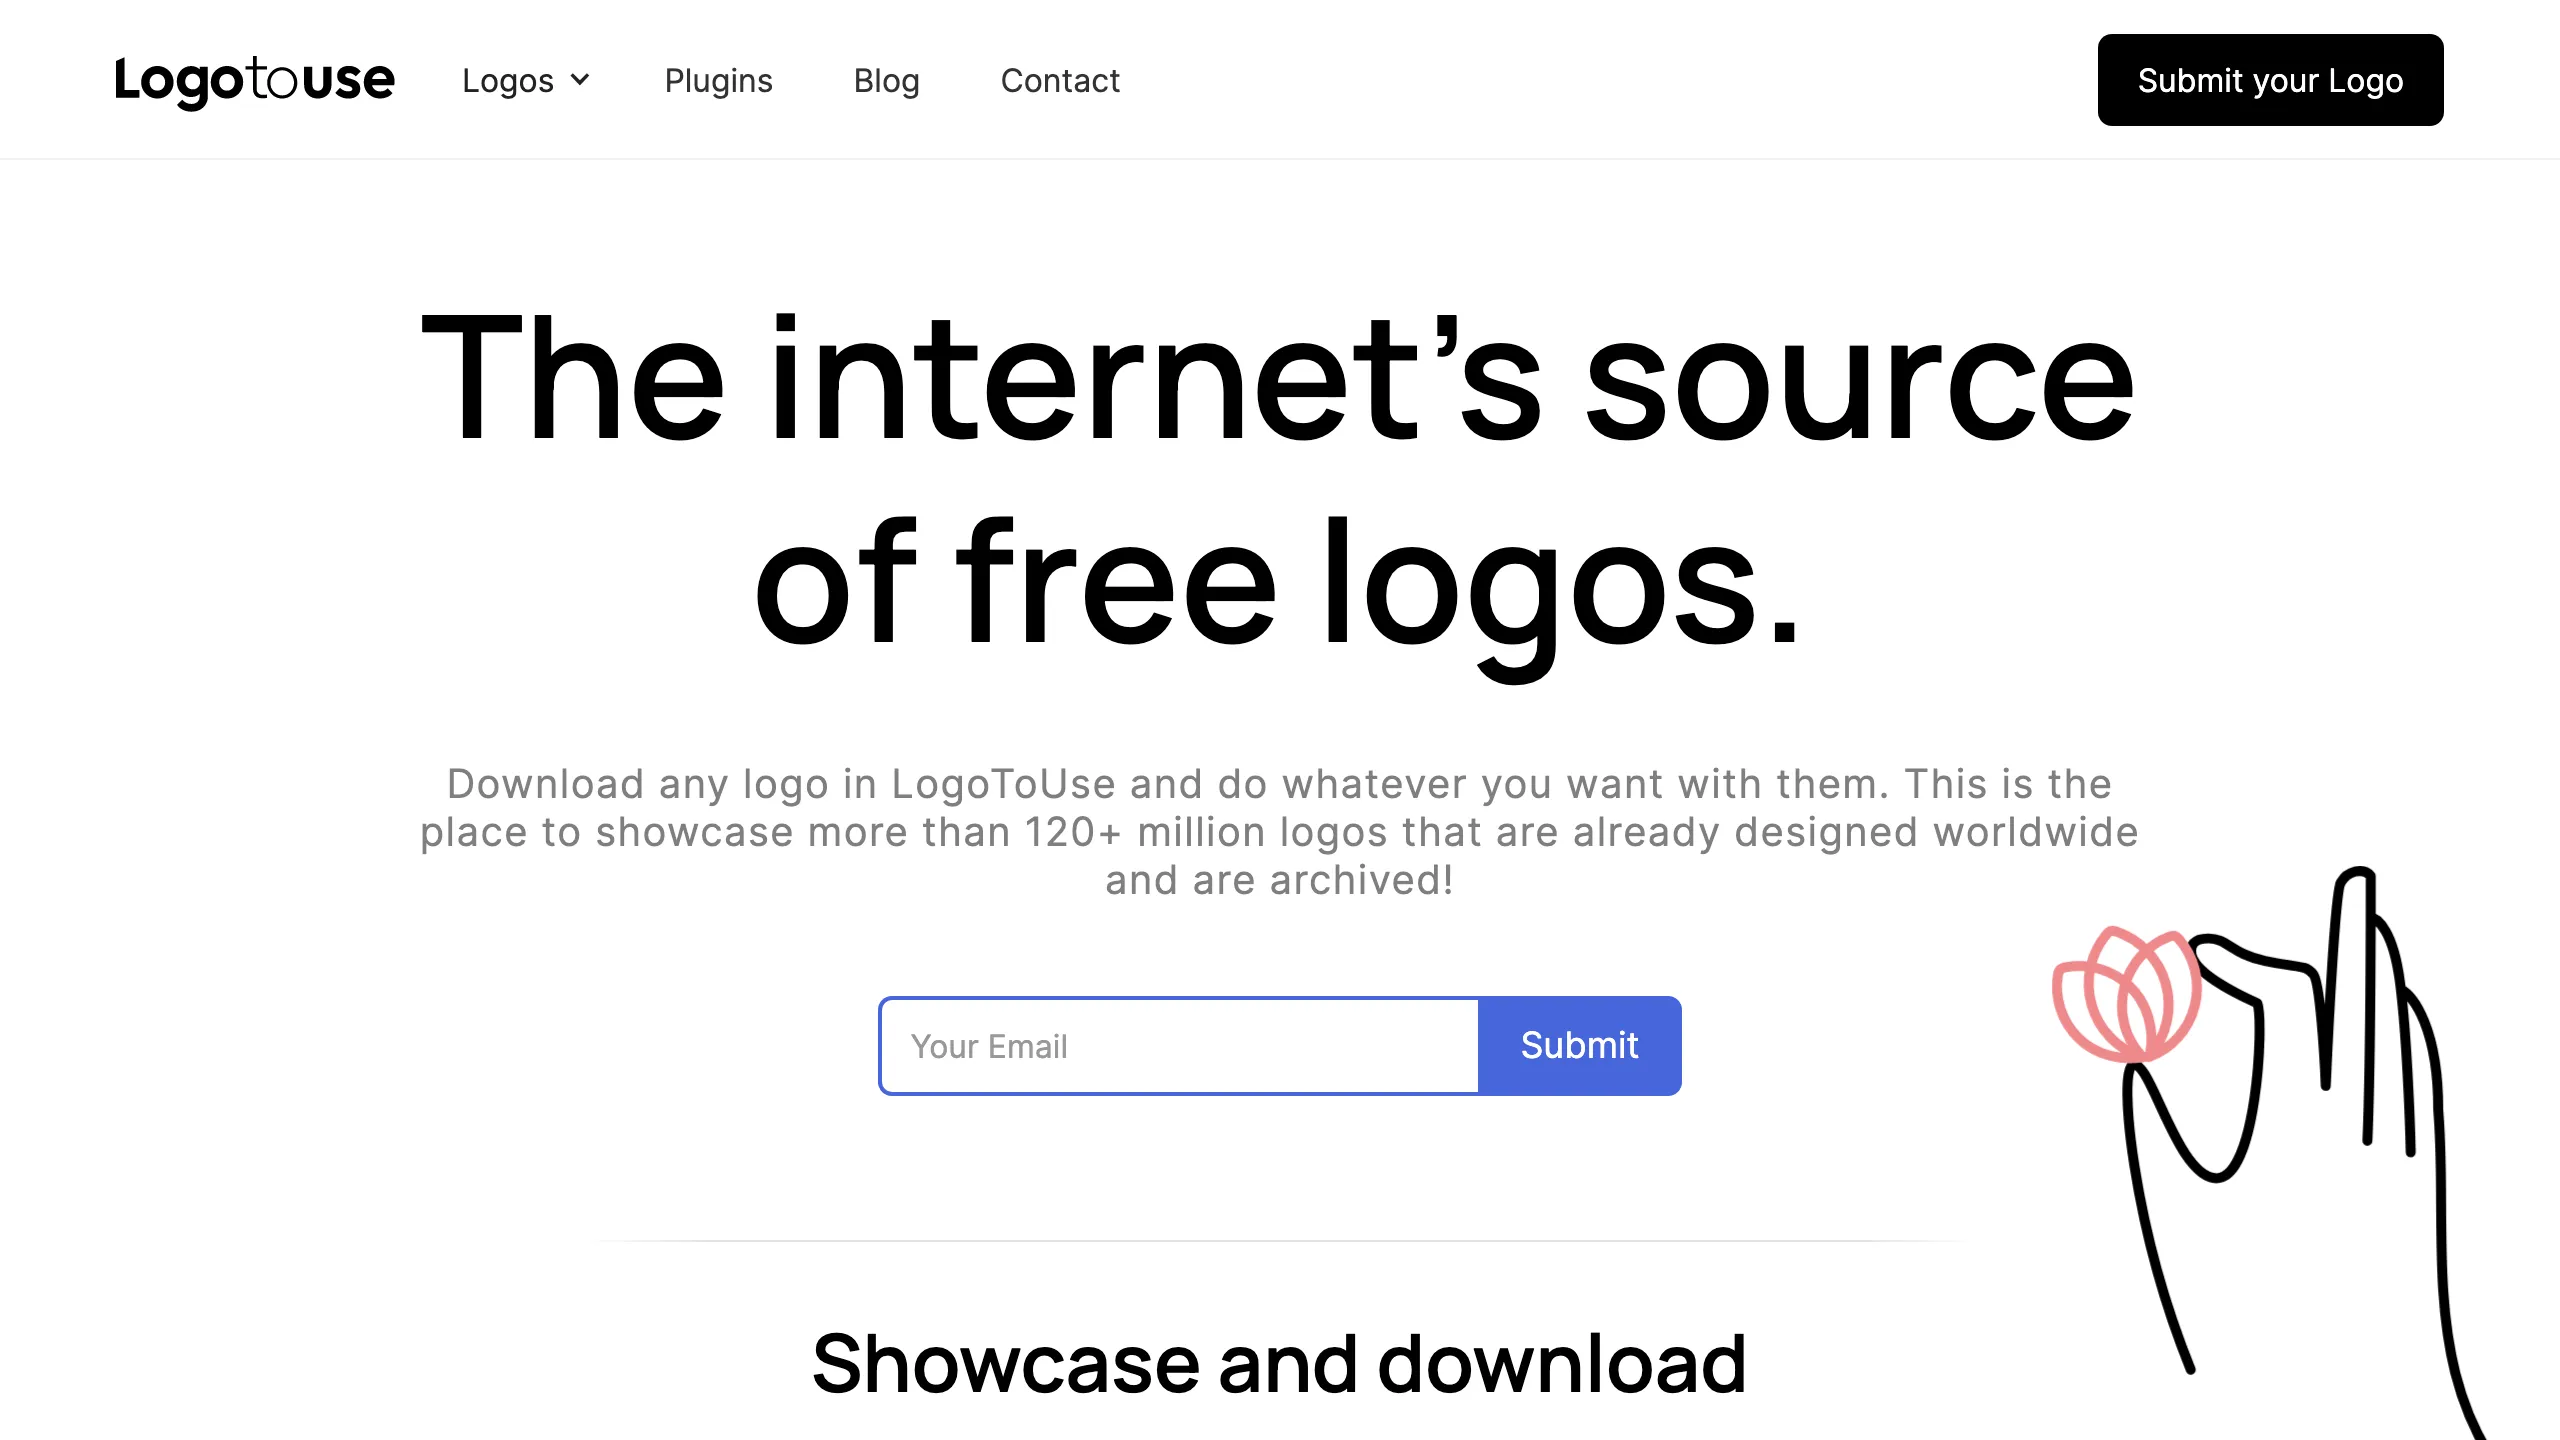 Logotouse
Logos
Plugins
Blog
Contact
Submit your Logo
The internet’s source
of free logos.
Download any logo in LogoToUse and do whatever you want with them. This is the
place to showcase more than 120+ million logos that are already designed worldwide
and are archived!
Your Email
Submit
Showcase and download